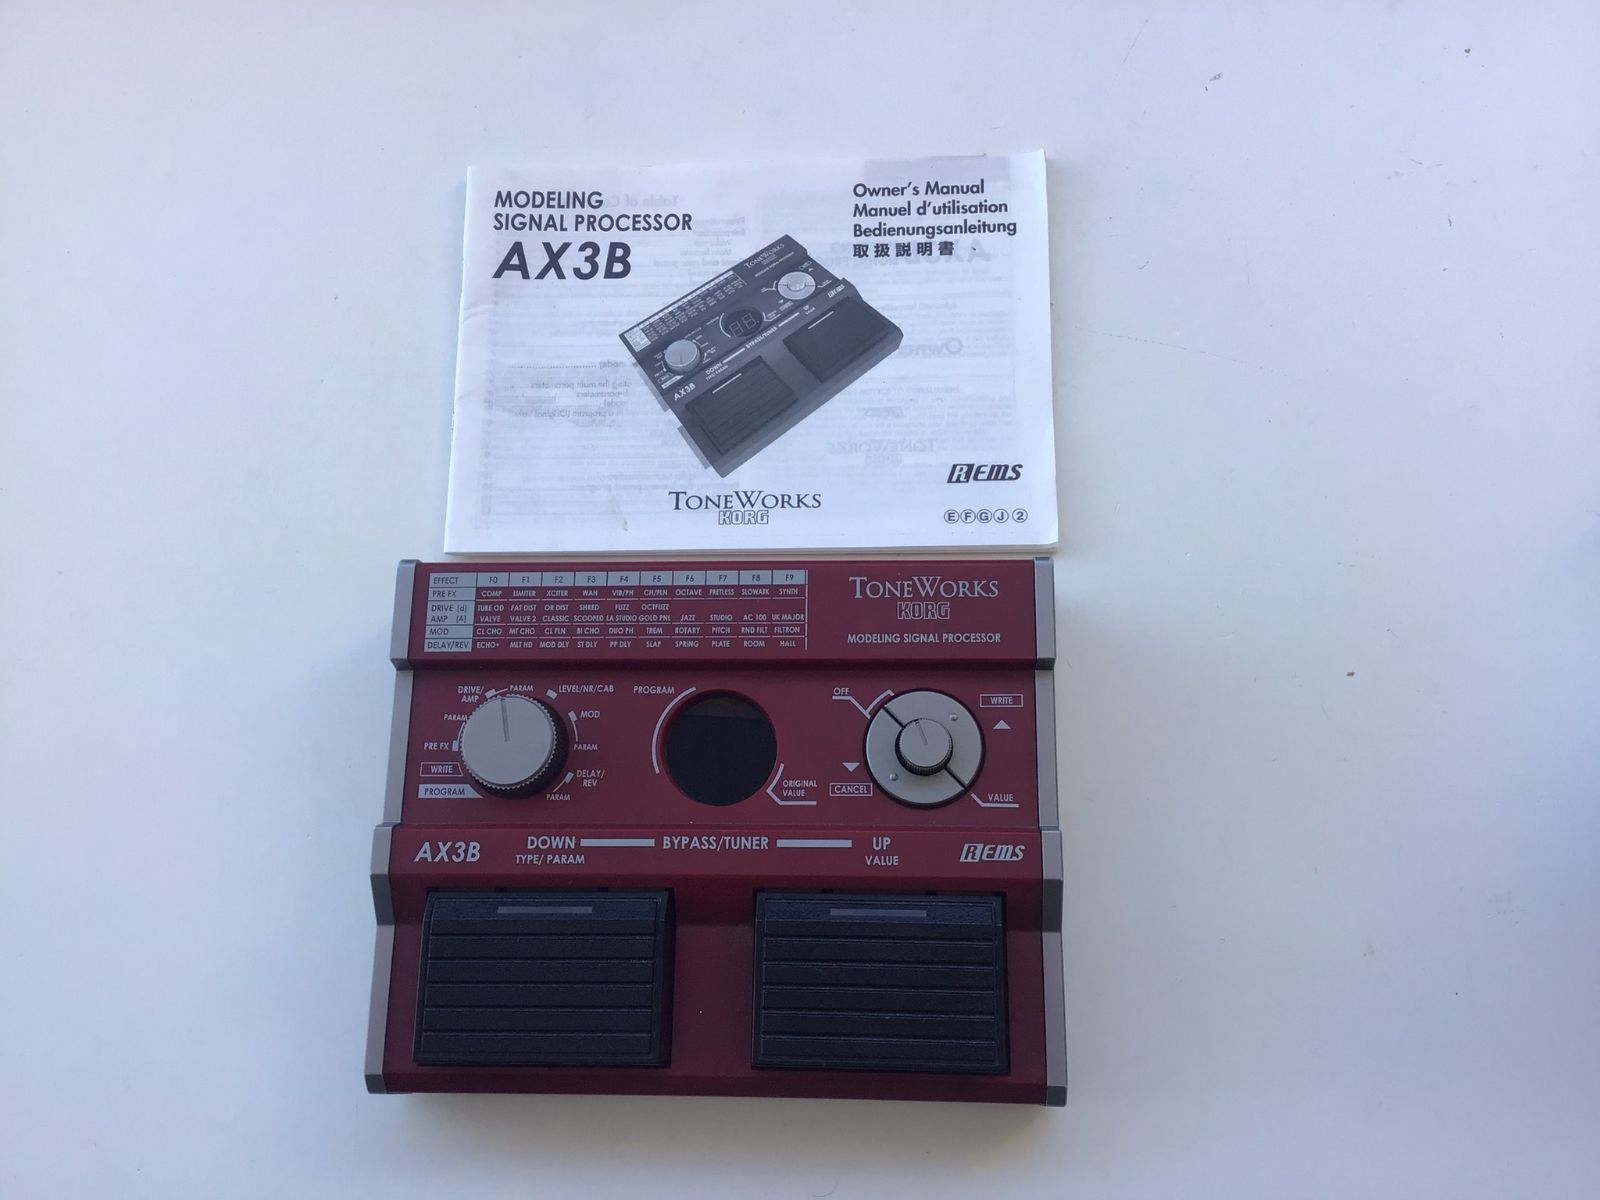 MODELING
SIGNAL PROCESSOR
AX3B
Owner's Manual
Manuel d'utilisation
Bedienungsanleitung
取扱説明書
TONEWORKS
KORG
REMS
E F G J 2
EFFECT F0 F1 F2 F3 F4 F5 F6 F7 F8 F9
PRE FX COMP LIMITER XCITER WAH VIB/PH CH/FLN OCTAVE FRETLESS SLOWATK SYNTH
DRIVE [d] TUBE OD FAT DIST OR DIST SHRED FUZZ OCTFUZZ
AMP [A] VALVE VALVE 2 CLASSIC SCOOPED LA STUDIO GOLD PNL JAZZ STUDIO AC 100 UK MAJOR
MOD CL CHO MT CHO CL FLN BI CHO DUO PH TREM ROTARY PITCH RND FILT FILTRON
DELAY/REV ECHO+ MLT HD MOD DLY ST DLY PP DLY SLAP SPRING PLATE ROOM HALL
TONEWORKS
KORG
MODELING SIGNAL PROCESSOR
DRIVE/
AMP
PARAM
LEVEL/NR/CAB
PARAM
MOD
PRE FX
PARAM
WRITE
DELAY/
REV
PROGRAM
PARAM
PROGRAM
ORIGINAL
VALUE
OFF
WRITE
CANCEL
VALUE
AX3B
DOWN BYPASS/TUNER UP
TYPE/ PARAM VALUE
REMS